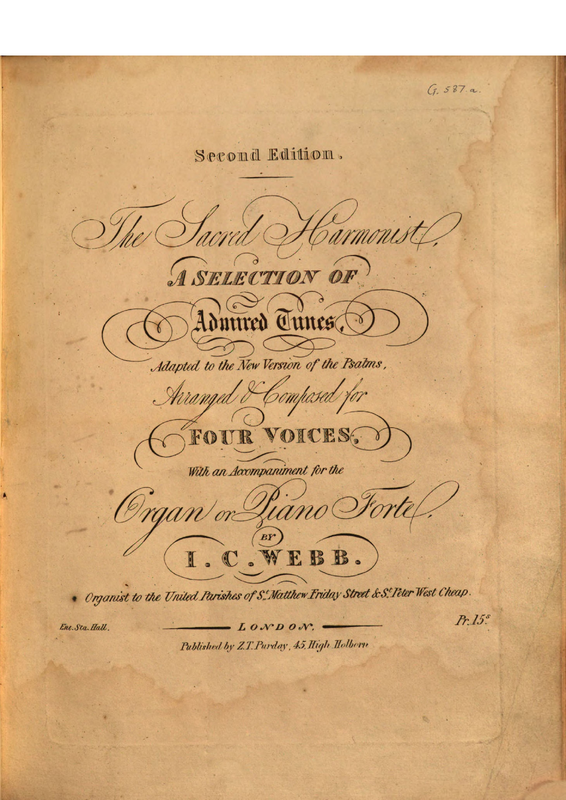 G. 587.a.
Second Edition.
The Sacred Harmonist.
A SELECTION OF
Admired Tunes,
Adapted to the New Version of the Psalms,
Arranged & Composed for
FOUR VOICES,
With an Accompaniment for the
Organ or Piano Forte,
BY
I. C. WEBB.
Organist to the United Parishes of St. Matthew Friday Street & St. Peter West Cheap.
Ent. Sta. Hall.
LONDON,
Pr. 15s
Published by Z.T. Purday, 45, High Holborn